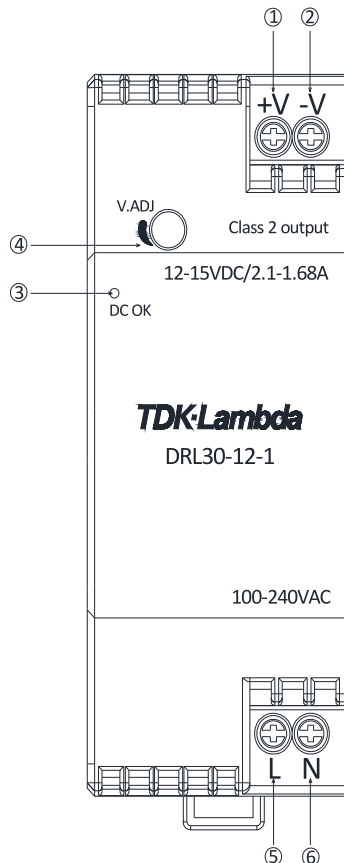 ① ②
+V -V
V.ADJ
Class 2 output
④
12-15VDC/2.1-1.68A
③
DC OK
TDK·Lambda
DRL30-12-1
100-240VAC
L N
⑤ ⑥